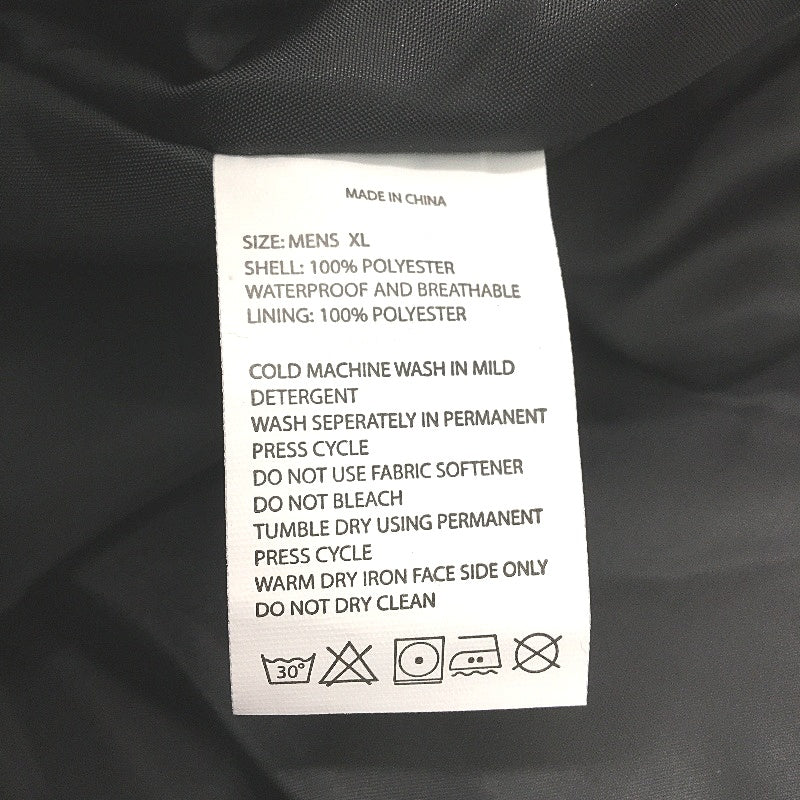 MADE IN CHINA
SIZE: MENS XL
SHELL: 100% POLYESTER
WATERPROOF AND BREATHABLE
LINING: 100% POLYESTER
COLD MACHINE WASH IN MILD
DETERGENT
WASH SEPERATELY IN PERMANENT
PRESS CYCLE
DO NOT USE FABRIC SOFTENER
DO NOT BLEACH
TUMBLE DRY USING PERMANENT
PRESS CYCLE
WARM DRY IRON FACE SIDE ONLY
DO NOT DRY CLEAN
30°